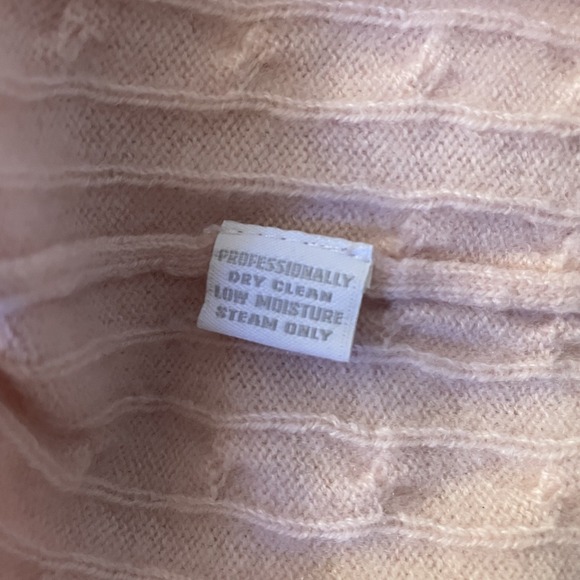 PROFESSIONALLY
DRY CLEAN
LOW MOISTURE
STEAM ONLY